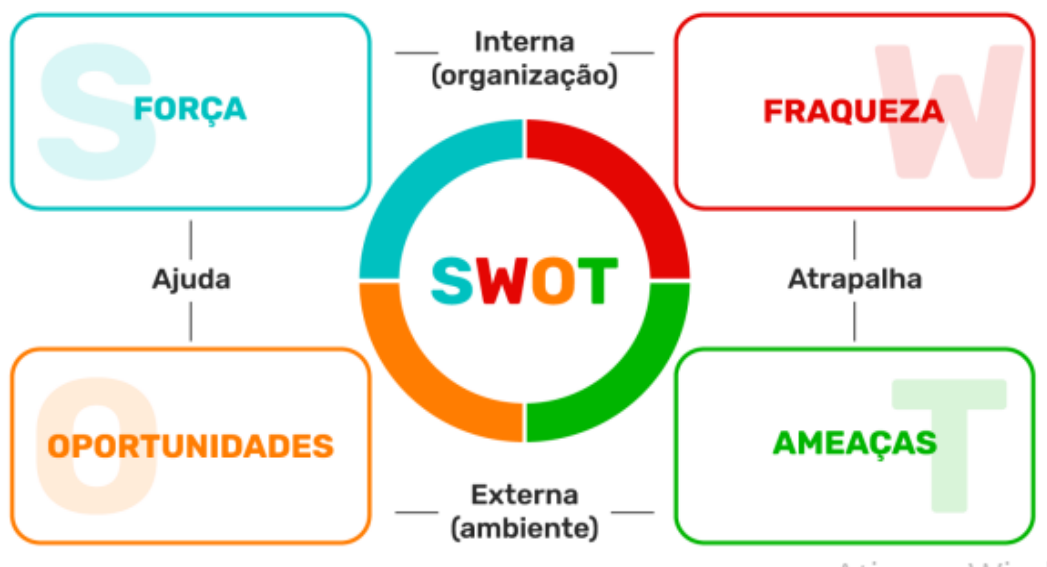 Interna
(organização)
S
FORÇA
W
FRAQUEZA
Ajuda
SWOT
Atrapalha
O
OPORTUNIDADES
T
AMEAÇAS
Externa
(ambiente)